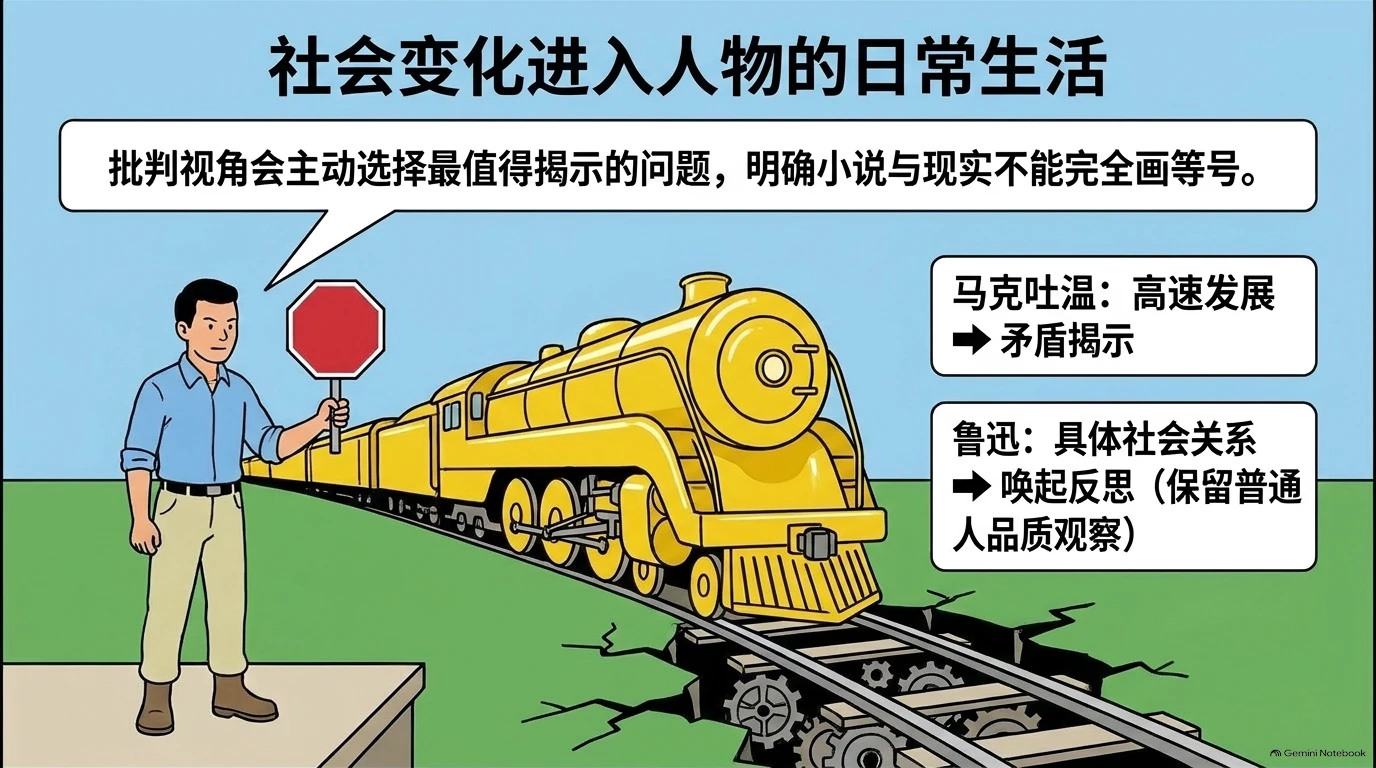 社会变化进入人物的日常生活
批判视角会主动选择最值得揭示的问题，明确小说与现实不能完全画等号。
马克吐温：高速发展
➡ 矛盾揭示
鲁迅：具体社会关系
➡ 唤起反思（保留普通
人品质观察）
Gemini Notebook